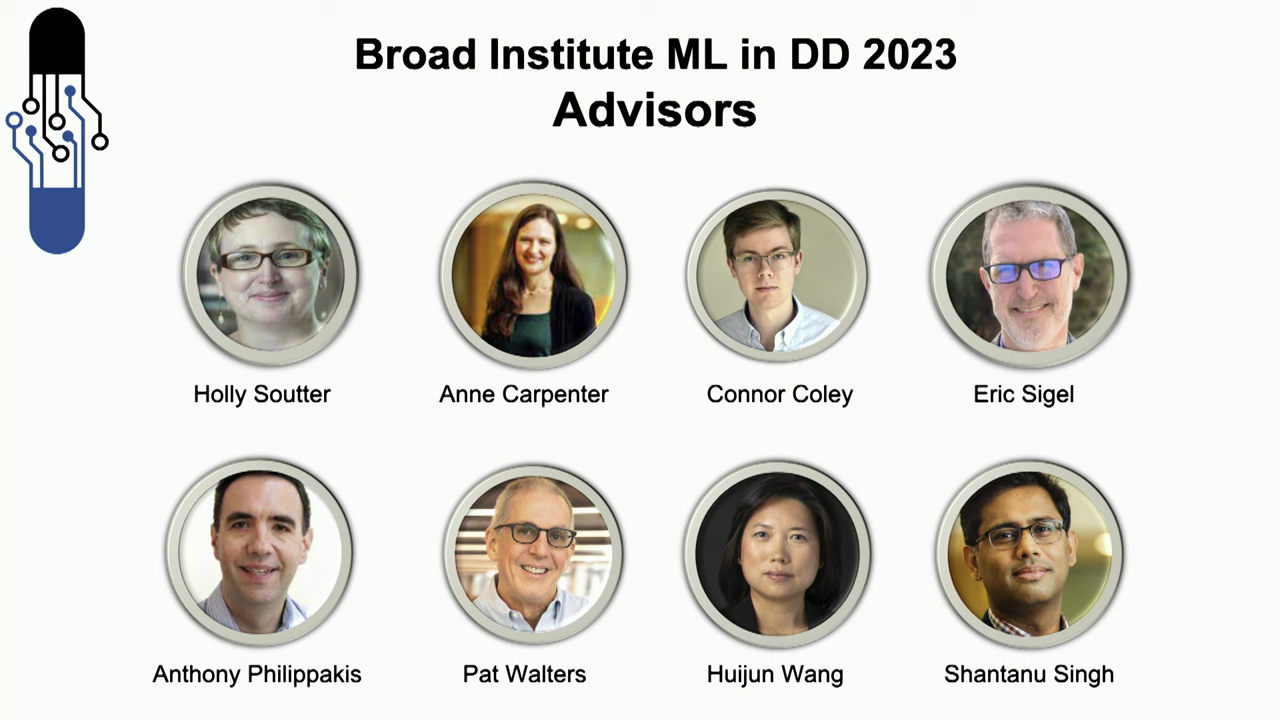 Broad Institute ML in DD 2023
Advisors
Holly Soutter
Anne Carpenter
Connor Coley
Eric Sigel
Anthony Philippakis
Pat Walters
Huijun Wang
Shantanu Singh